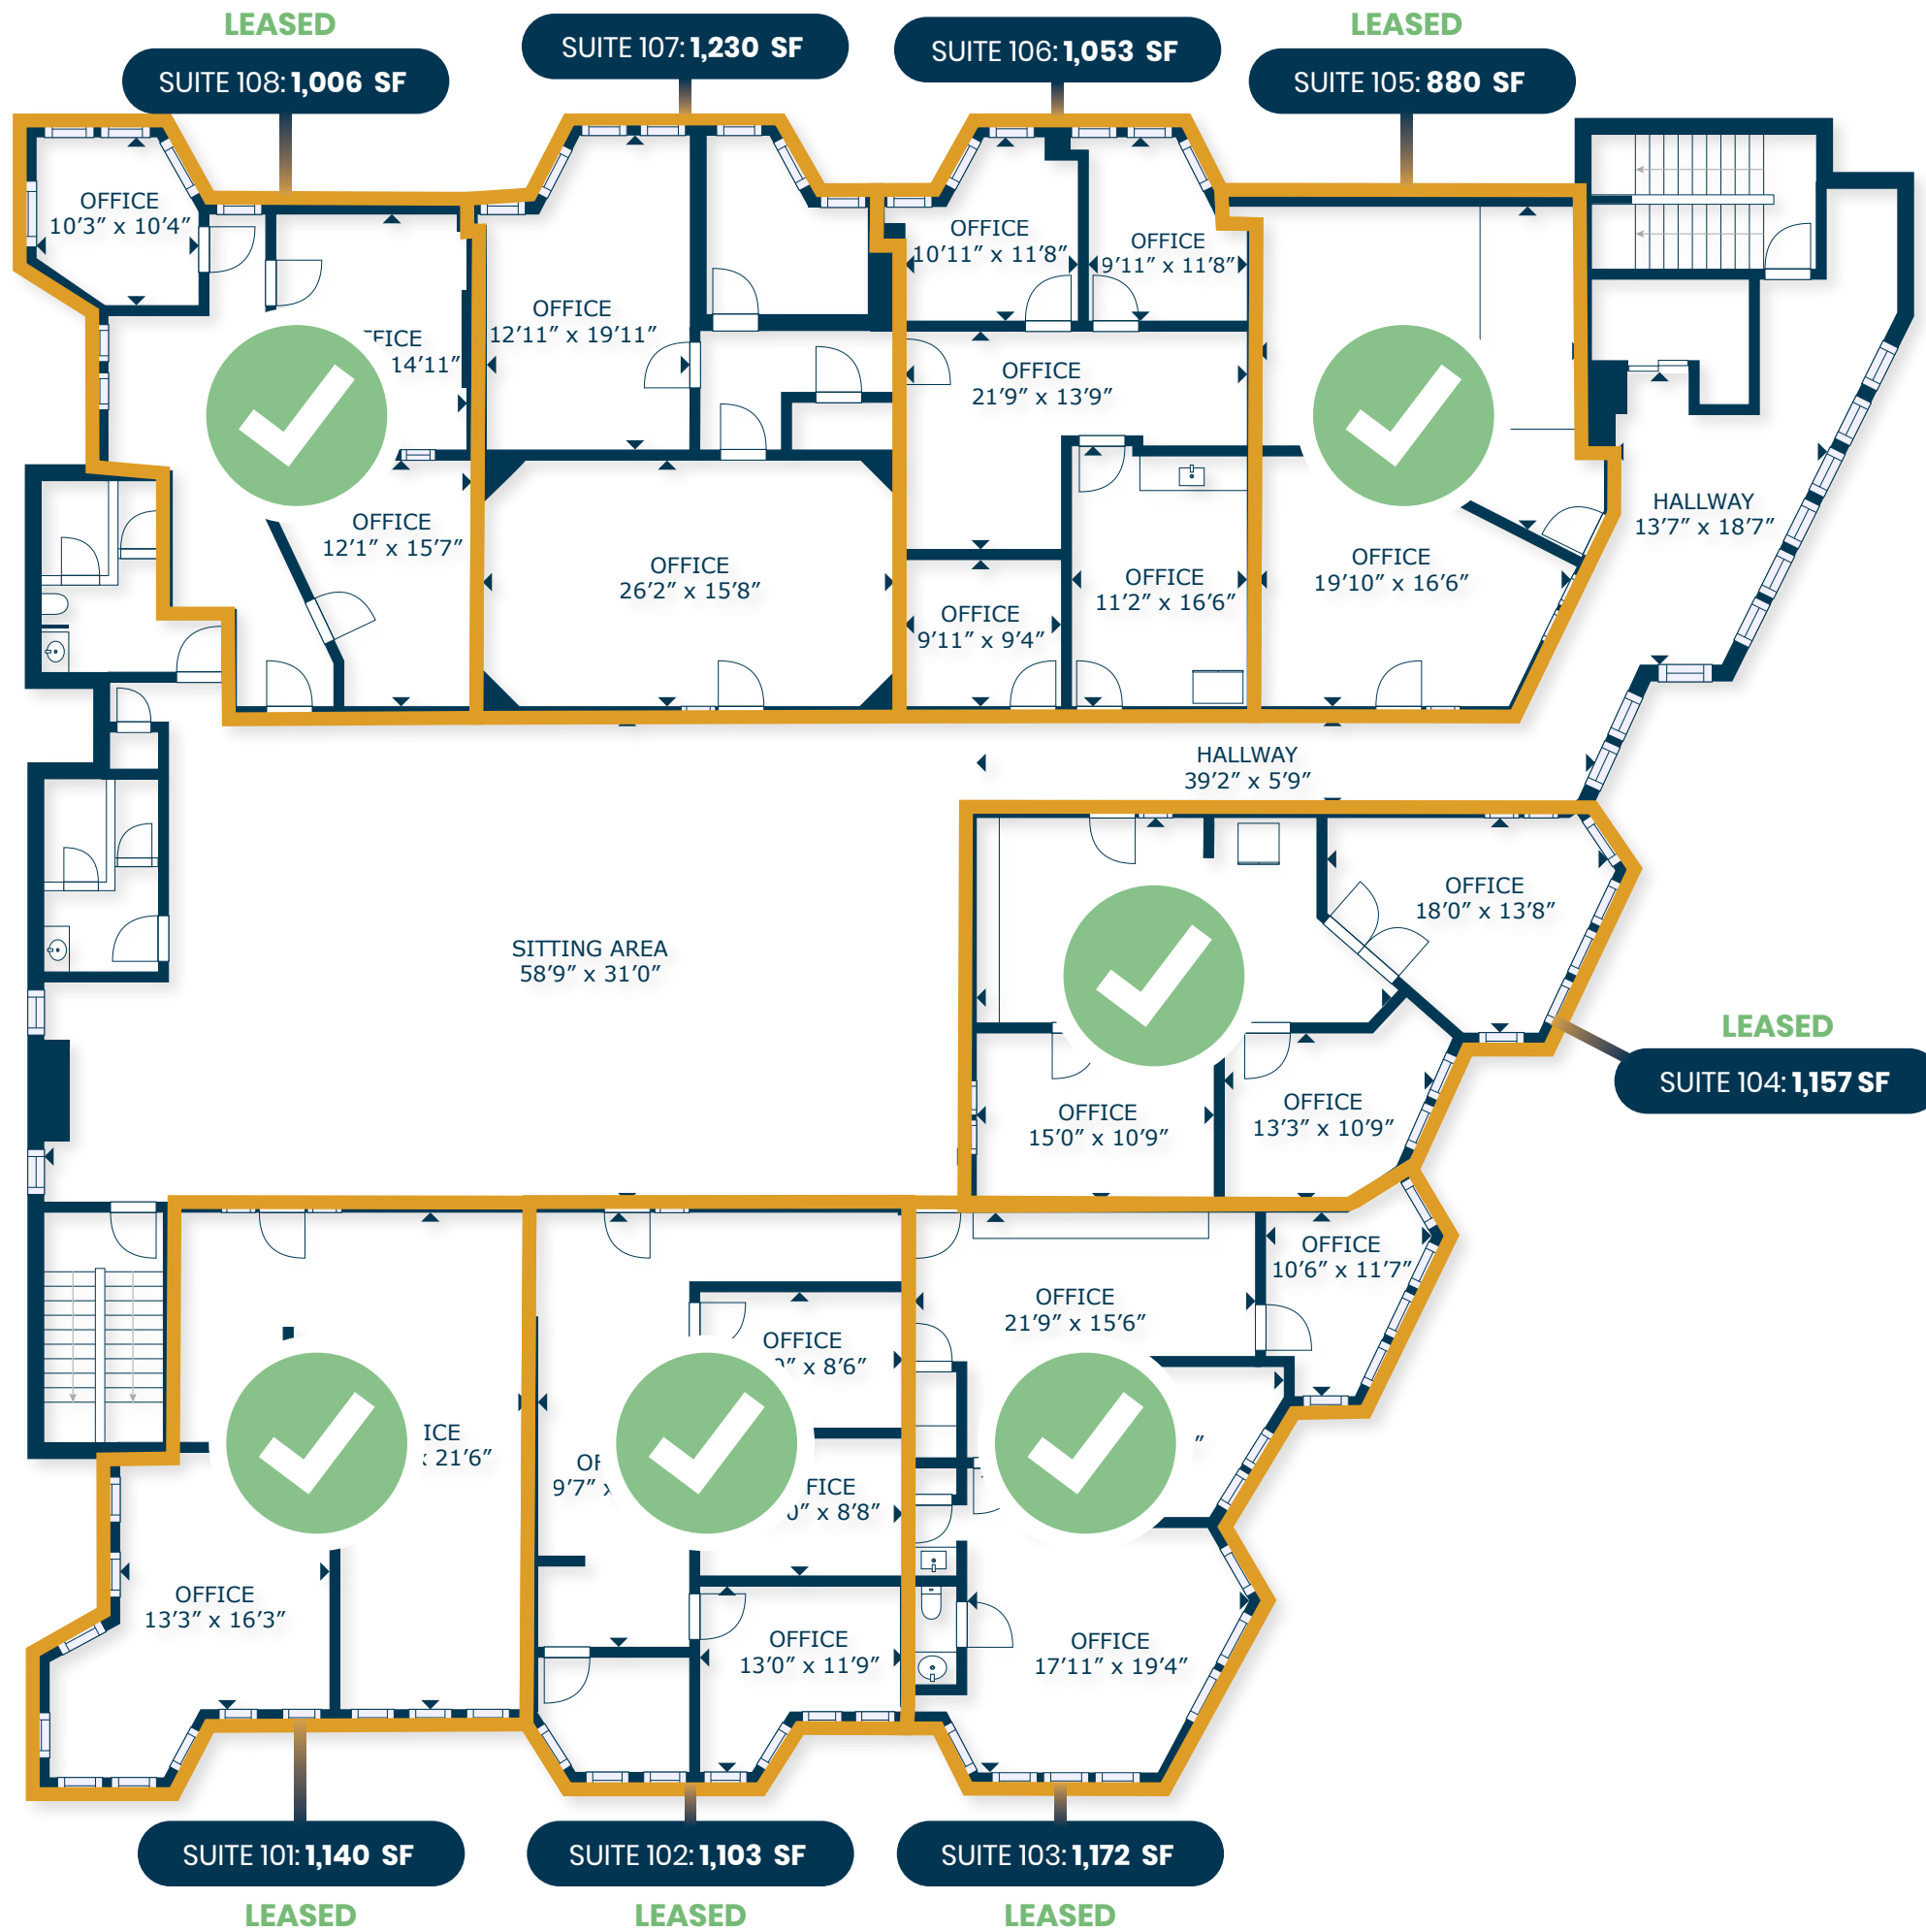 LEASED
SUITE 108: 1,006 SF
SUITE 107: 1,230 SF
SUITE 106: 1,053 SF
LEASED
SUITE 105: 880 SF
OFFICE
10’3” x 10’4”
14’11”
OFFICE
12’1” x 15’7”
OFFICE
12’11” x 19’11”
OFFICE
26’2” x 15’8”
OFFICE
10’11” x 11’8”
OFFICE
9’11” x 11’8”
OFFICE
21’9” x 13’9”
OFFICE
9’11” x 9’4”
OFFICE
11’2” x 16’6”
OFFICE
19’10” x 16’6”
HALLWAY
13’7” x 18’7”
HALLWAY
39’2” x 5’9”
SITTING AREA
58’9” x 31’0”
OFFICE
18’0” x 13’8”
OFFICE
15’0” x 10’9”
OFFICE
13’3” x 10’9”
LEASED
SUITE 104: 1,157 SF
OFFICE
10’6” x 11’7”
OFFICE
21’9” x 15’6”
OFFICE
x 8’6”
x 21’6”
9’7” x
x 8’8”
OFFICE
13’3” x 16’3”
OFFICE
13’0” x 11’9”
OFFICE
17’11” x 19’4”
SUITE 101: 1,140 SF
LEASED
SUITE 102: 1,103 SF
LEASED
SUITE 103: 1,172 SF
LEASED